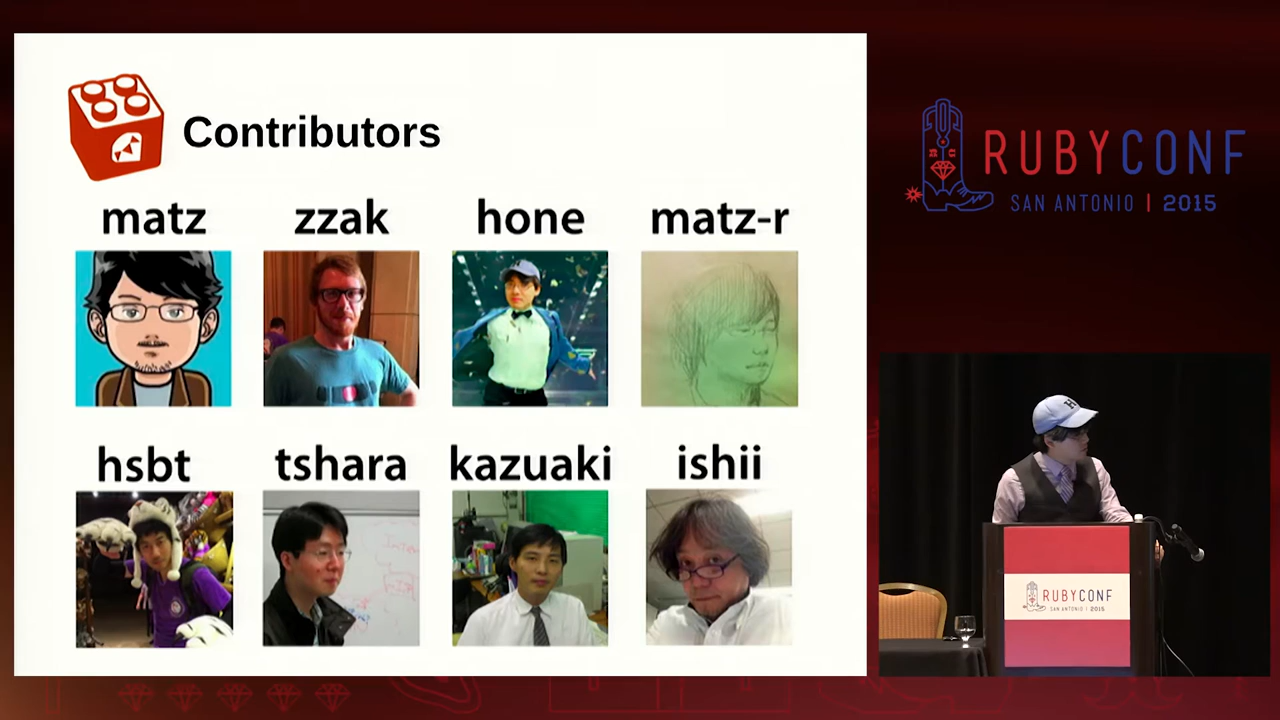 Contributors
matz zzak hone matz-r
hsbt tshara kazuaki ishii
RUBYCONF
SAN ANTONIO | 2015
H
RUBYCONF
SAN ANTONIO | 2015